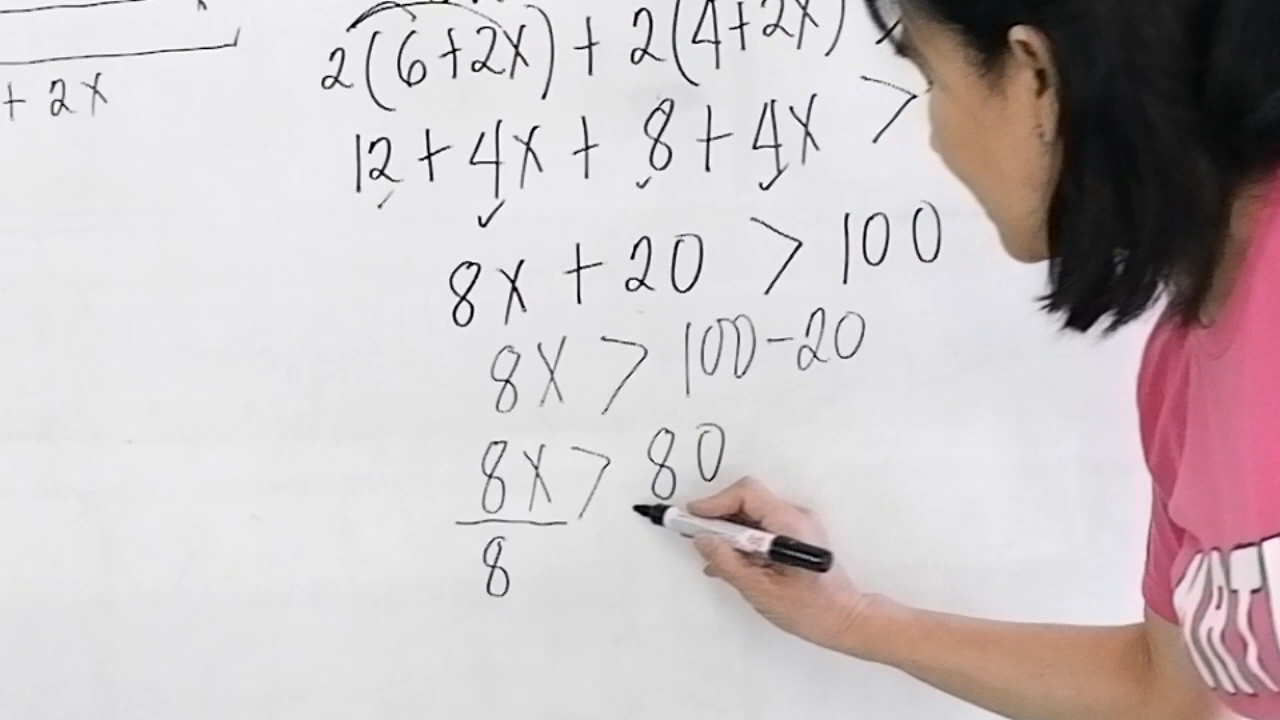 + 2x
2(6+2x) + 2(4+2x) >
12 + 4x + 8 + 4x >
8x + 20 > 100
8x > 100-20
8x > 80
8